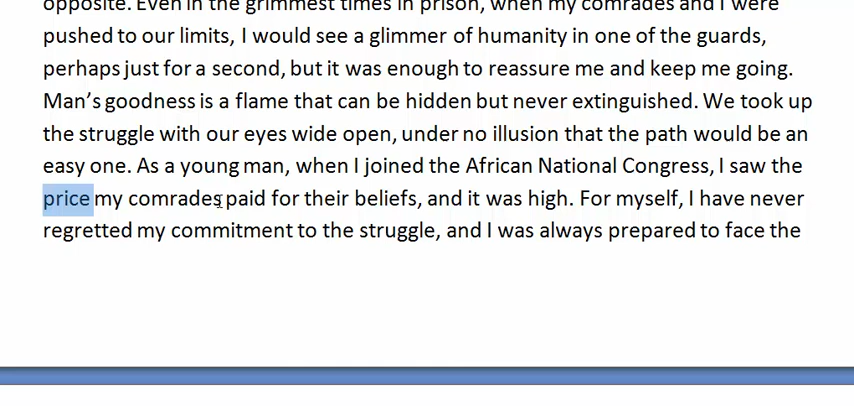 opposite. Even in the grimmest times in prison, when my comrades and I were
pushed to our limits, I would see a glimmer of humanity in one of the guards,
perhaps just for a second, but it was enough to reassure me and keep me going.
Man's goodness is a flame that can be hidden but never extinguished. We took up
the struggle with our eyes wide open, under no illusion that the path would be an
easy one. As a young man, when I joined the African National Congress, I saw the
price my comrades paid for their beliefs, and it was high. For myself, I have never
regretted my commitment to the struggle, and I was always prepared to face the